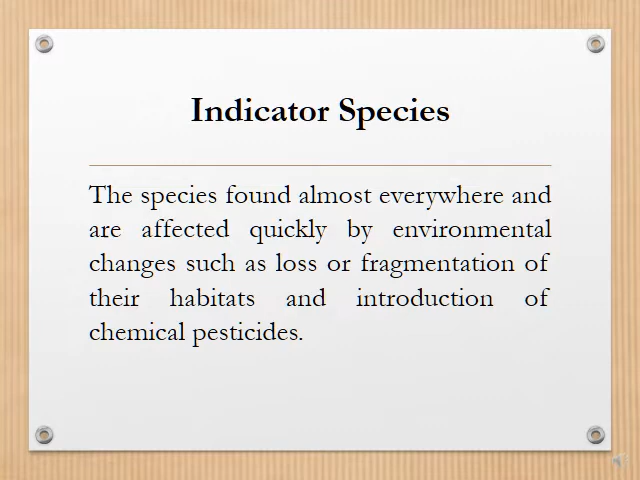 Indicator Species
The species found almost everywhere and
are affected quickly by environmental
changes such as loss or fragmentation of
their habitats and introduction of
chemical pesticides.